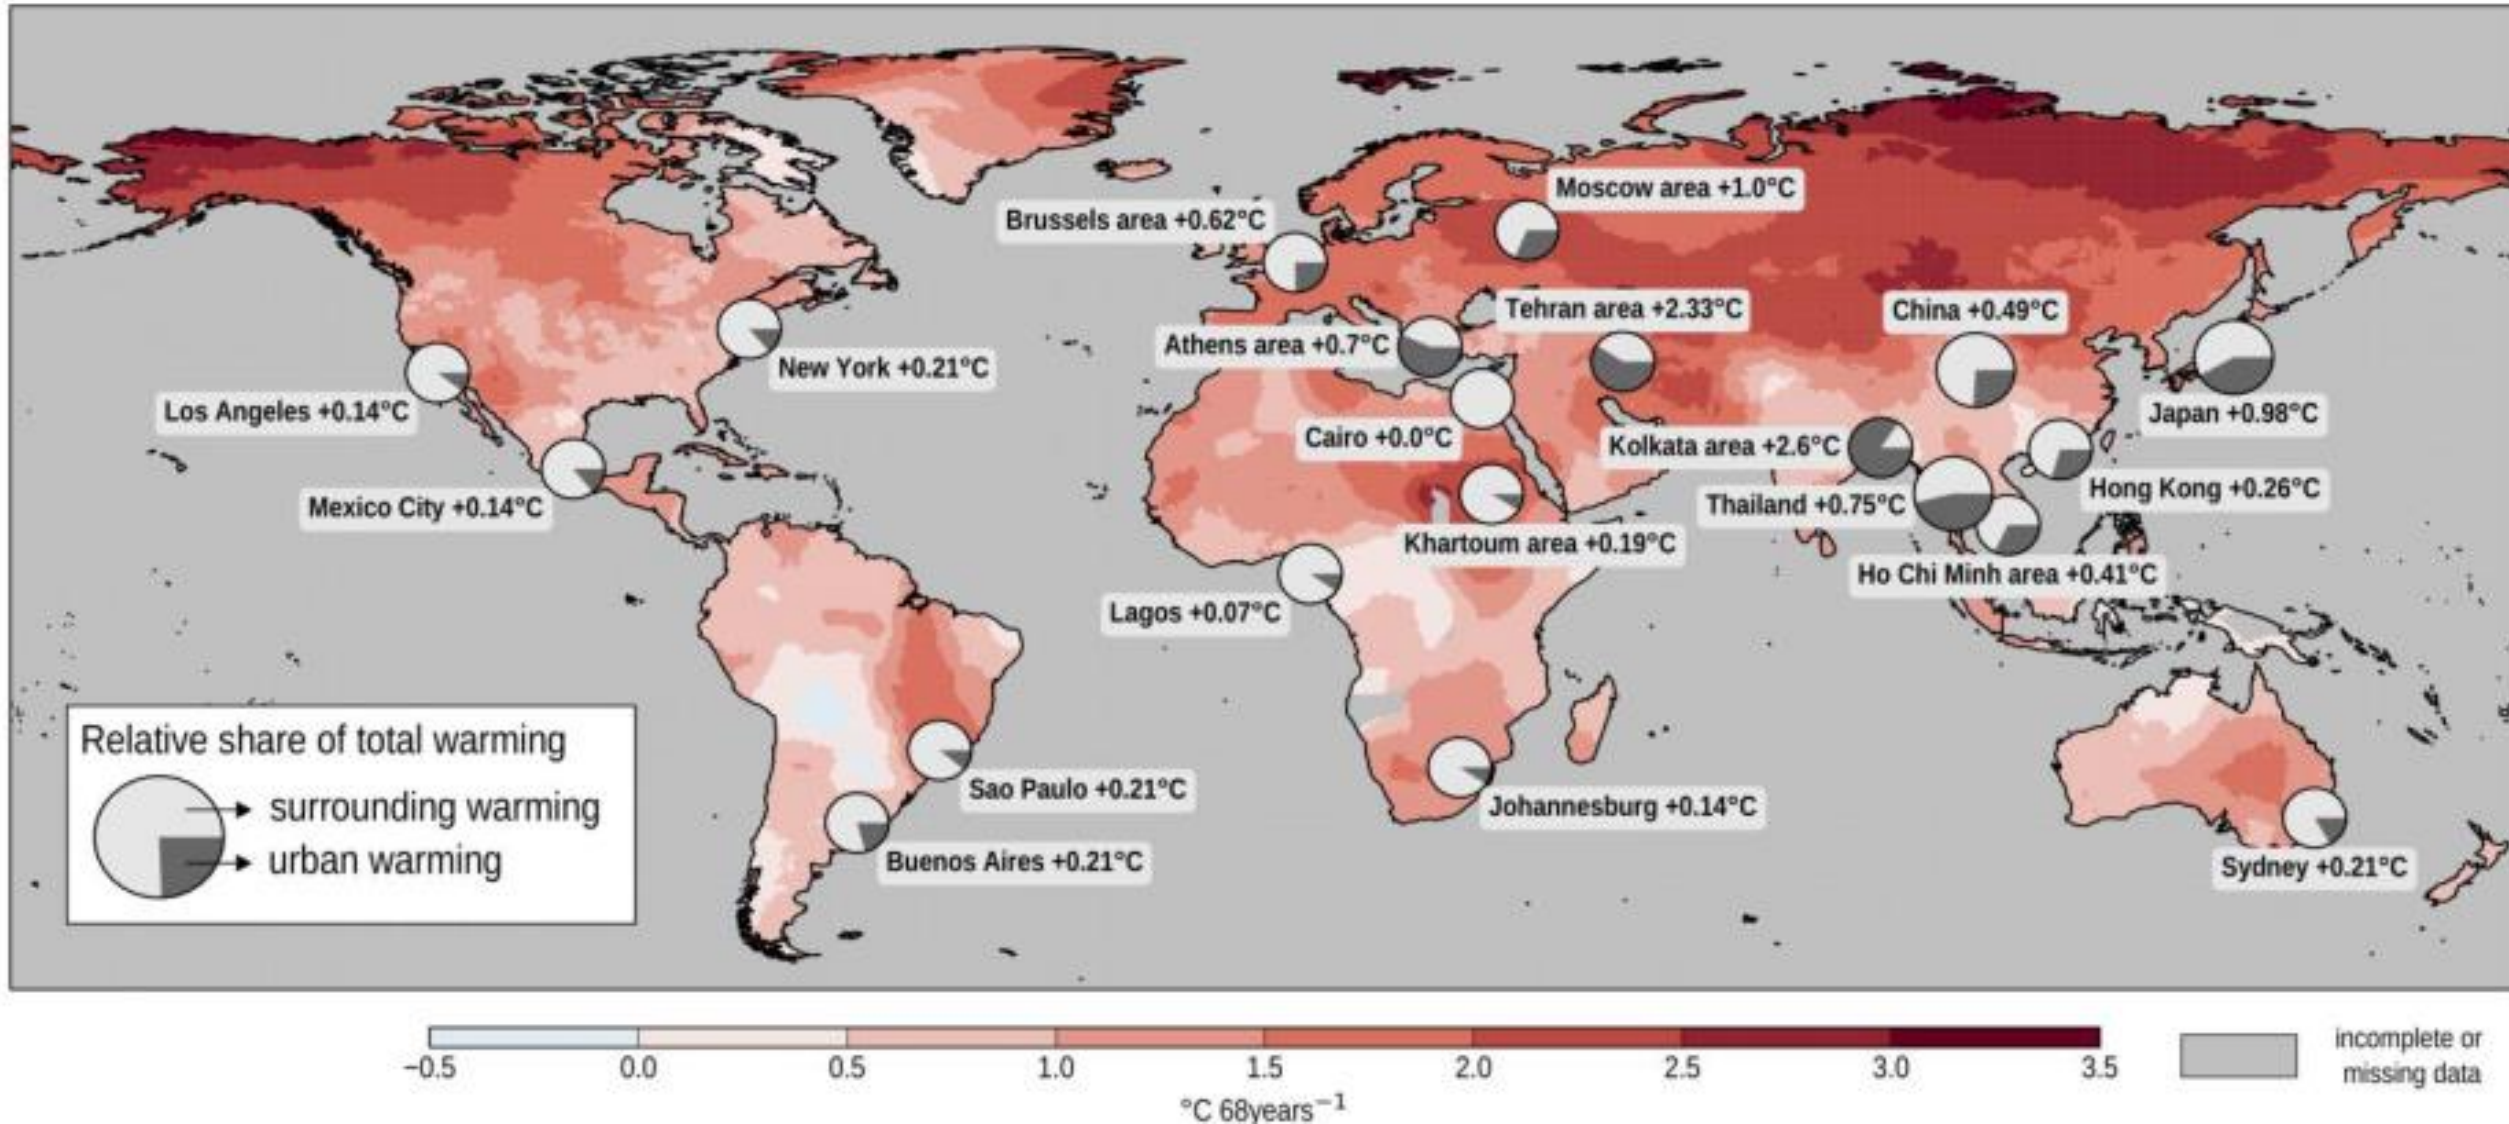 Moscow area +1.0°C
Brussels area +0.62°C
Tehran area +2.33°C
China +0.49°C
Athens area +0.7°C
New York +0.21°C
Los Angeles +0.14°C
Japan +0.98°C
Cairo +0.0°C
Kolkata area +2.6°C
Hong Kong +0.26°C
Mexico City +0.14°C
Thailand +0.75°C
Khartoum area +0.19°C
Ho Chi Minh area +0.41°C
Lagos +0.07°C
Relative share of total warming
surrounding warming
urban warming
Sao Paulo +0.21°C
Johannesburg +0.14°C
Buenos Aires +0.21°C
Sydney +0.21°C
−0.5 0.0 0.5 1.0 1.5 2.0 2.5 3.0 3.5
°C 68years⁻¹
incomplete or
missing data